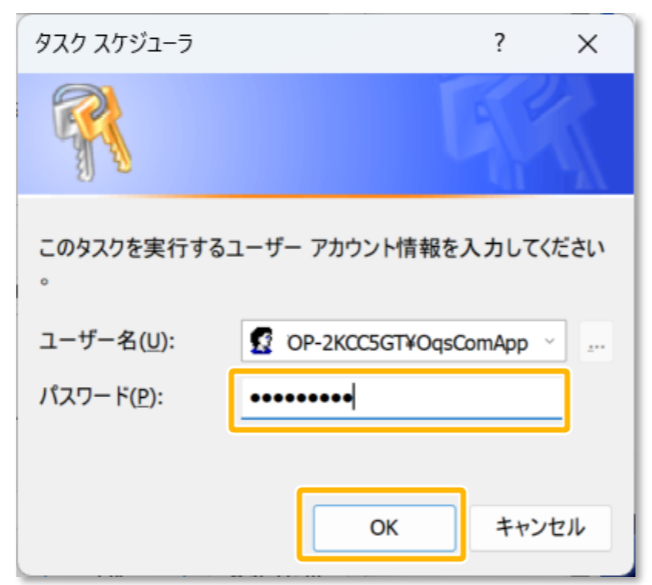 タスク スケジューラ
?
このタスクを実行するユーザー アカウント情報を入力してください
。
ユーザー名(U):
OP-2KCC5GT¥OqsComApp
...
パスワード(P):
●●●●●●●●●
OK
キャンセル